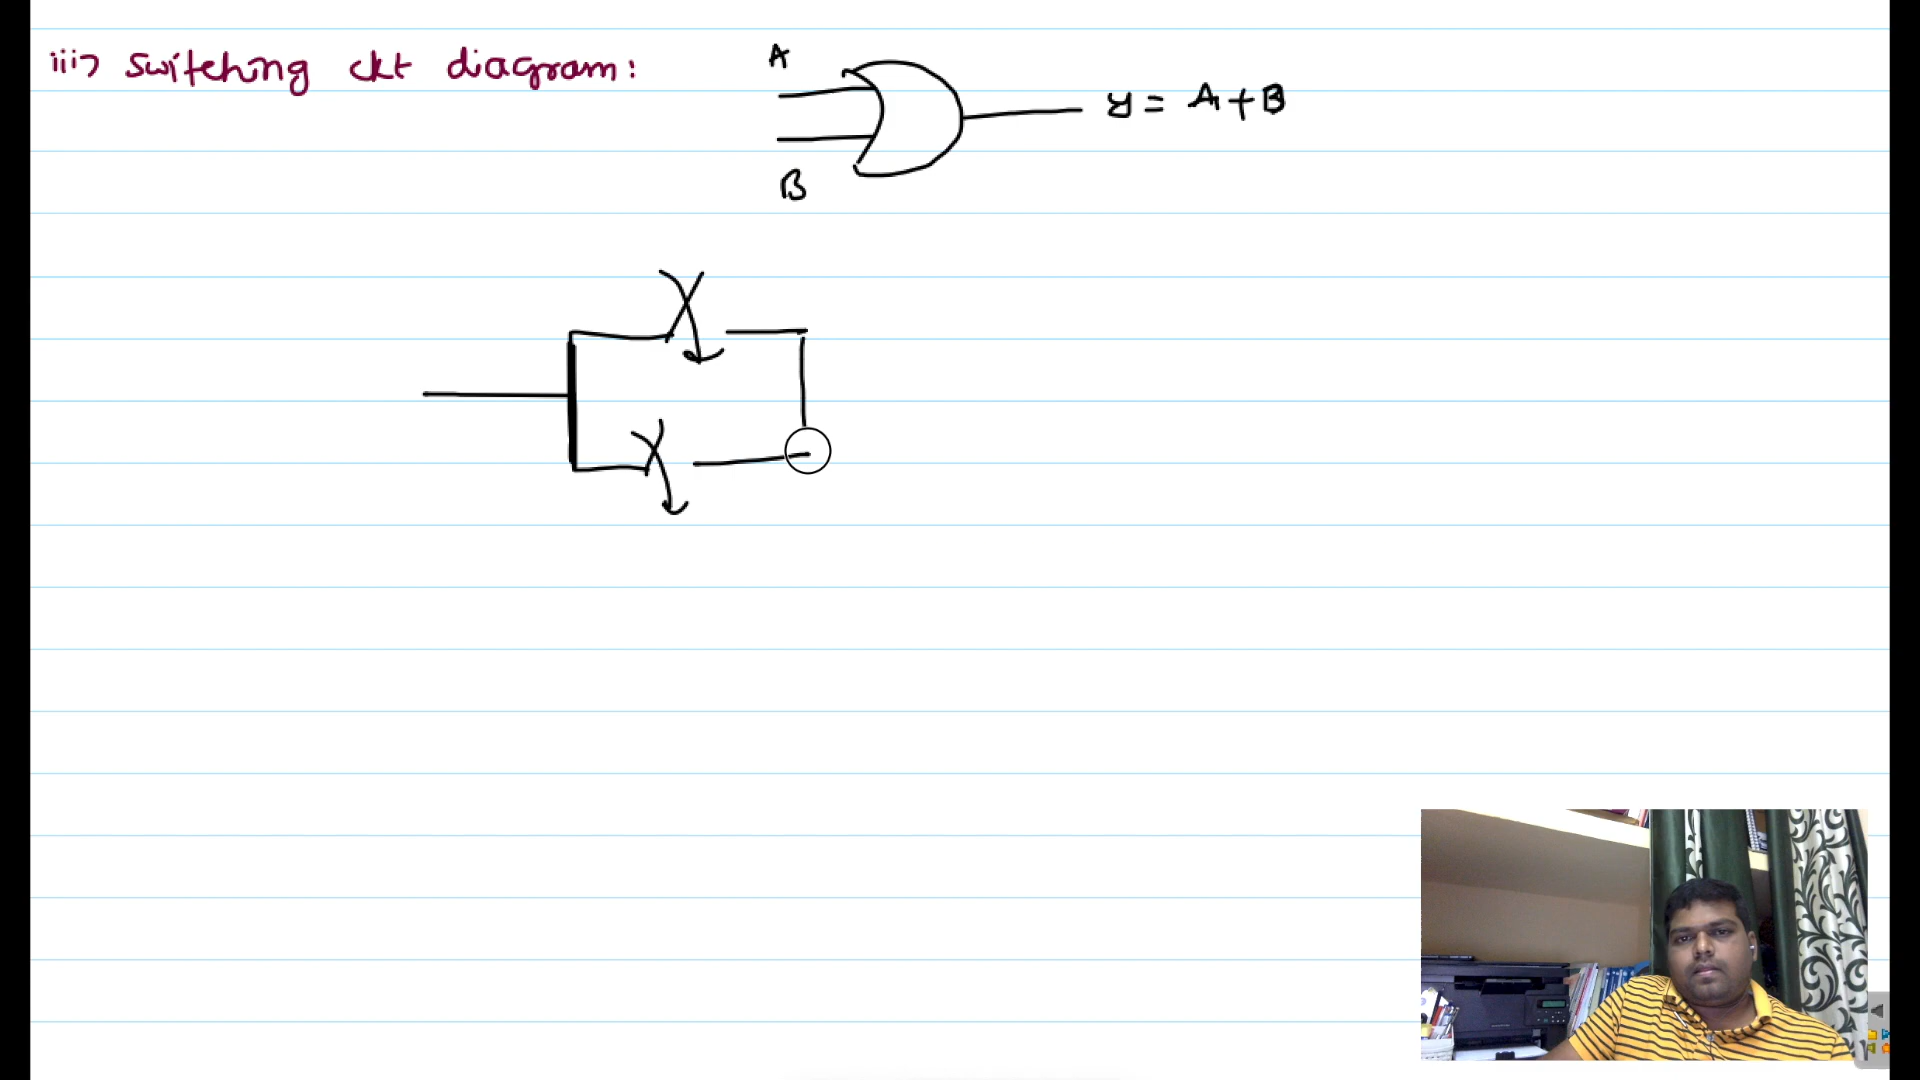 iii) Switching ckt diagram:
A
y = A+B
B